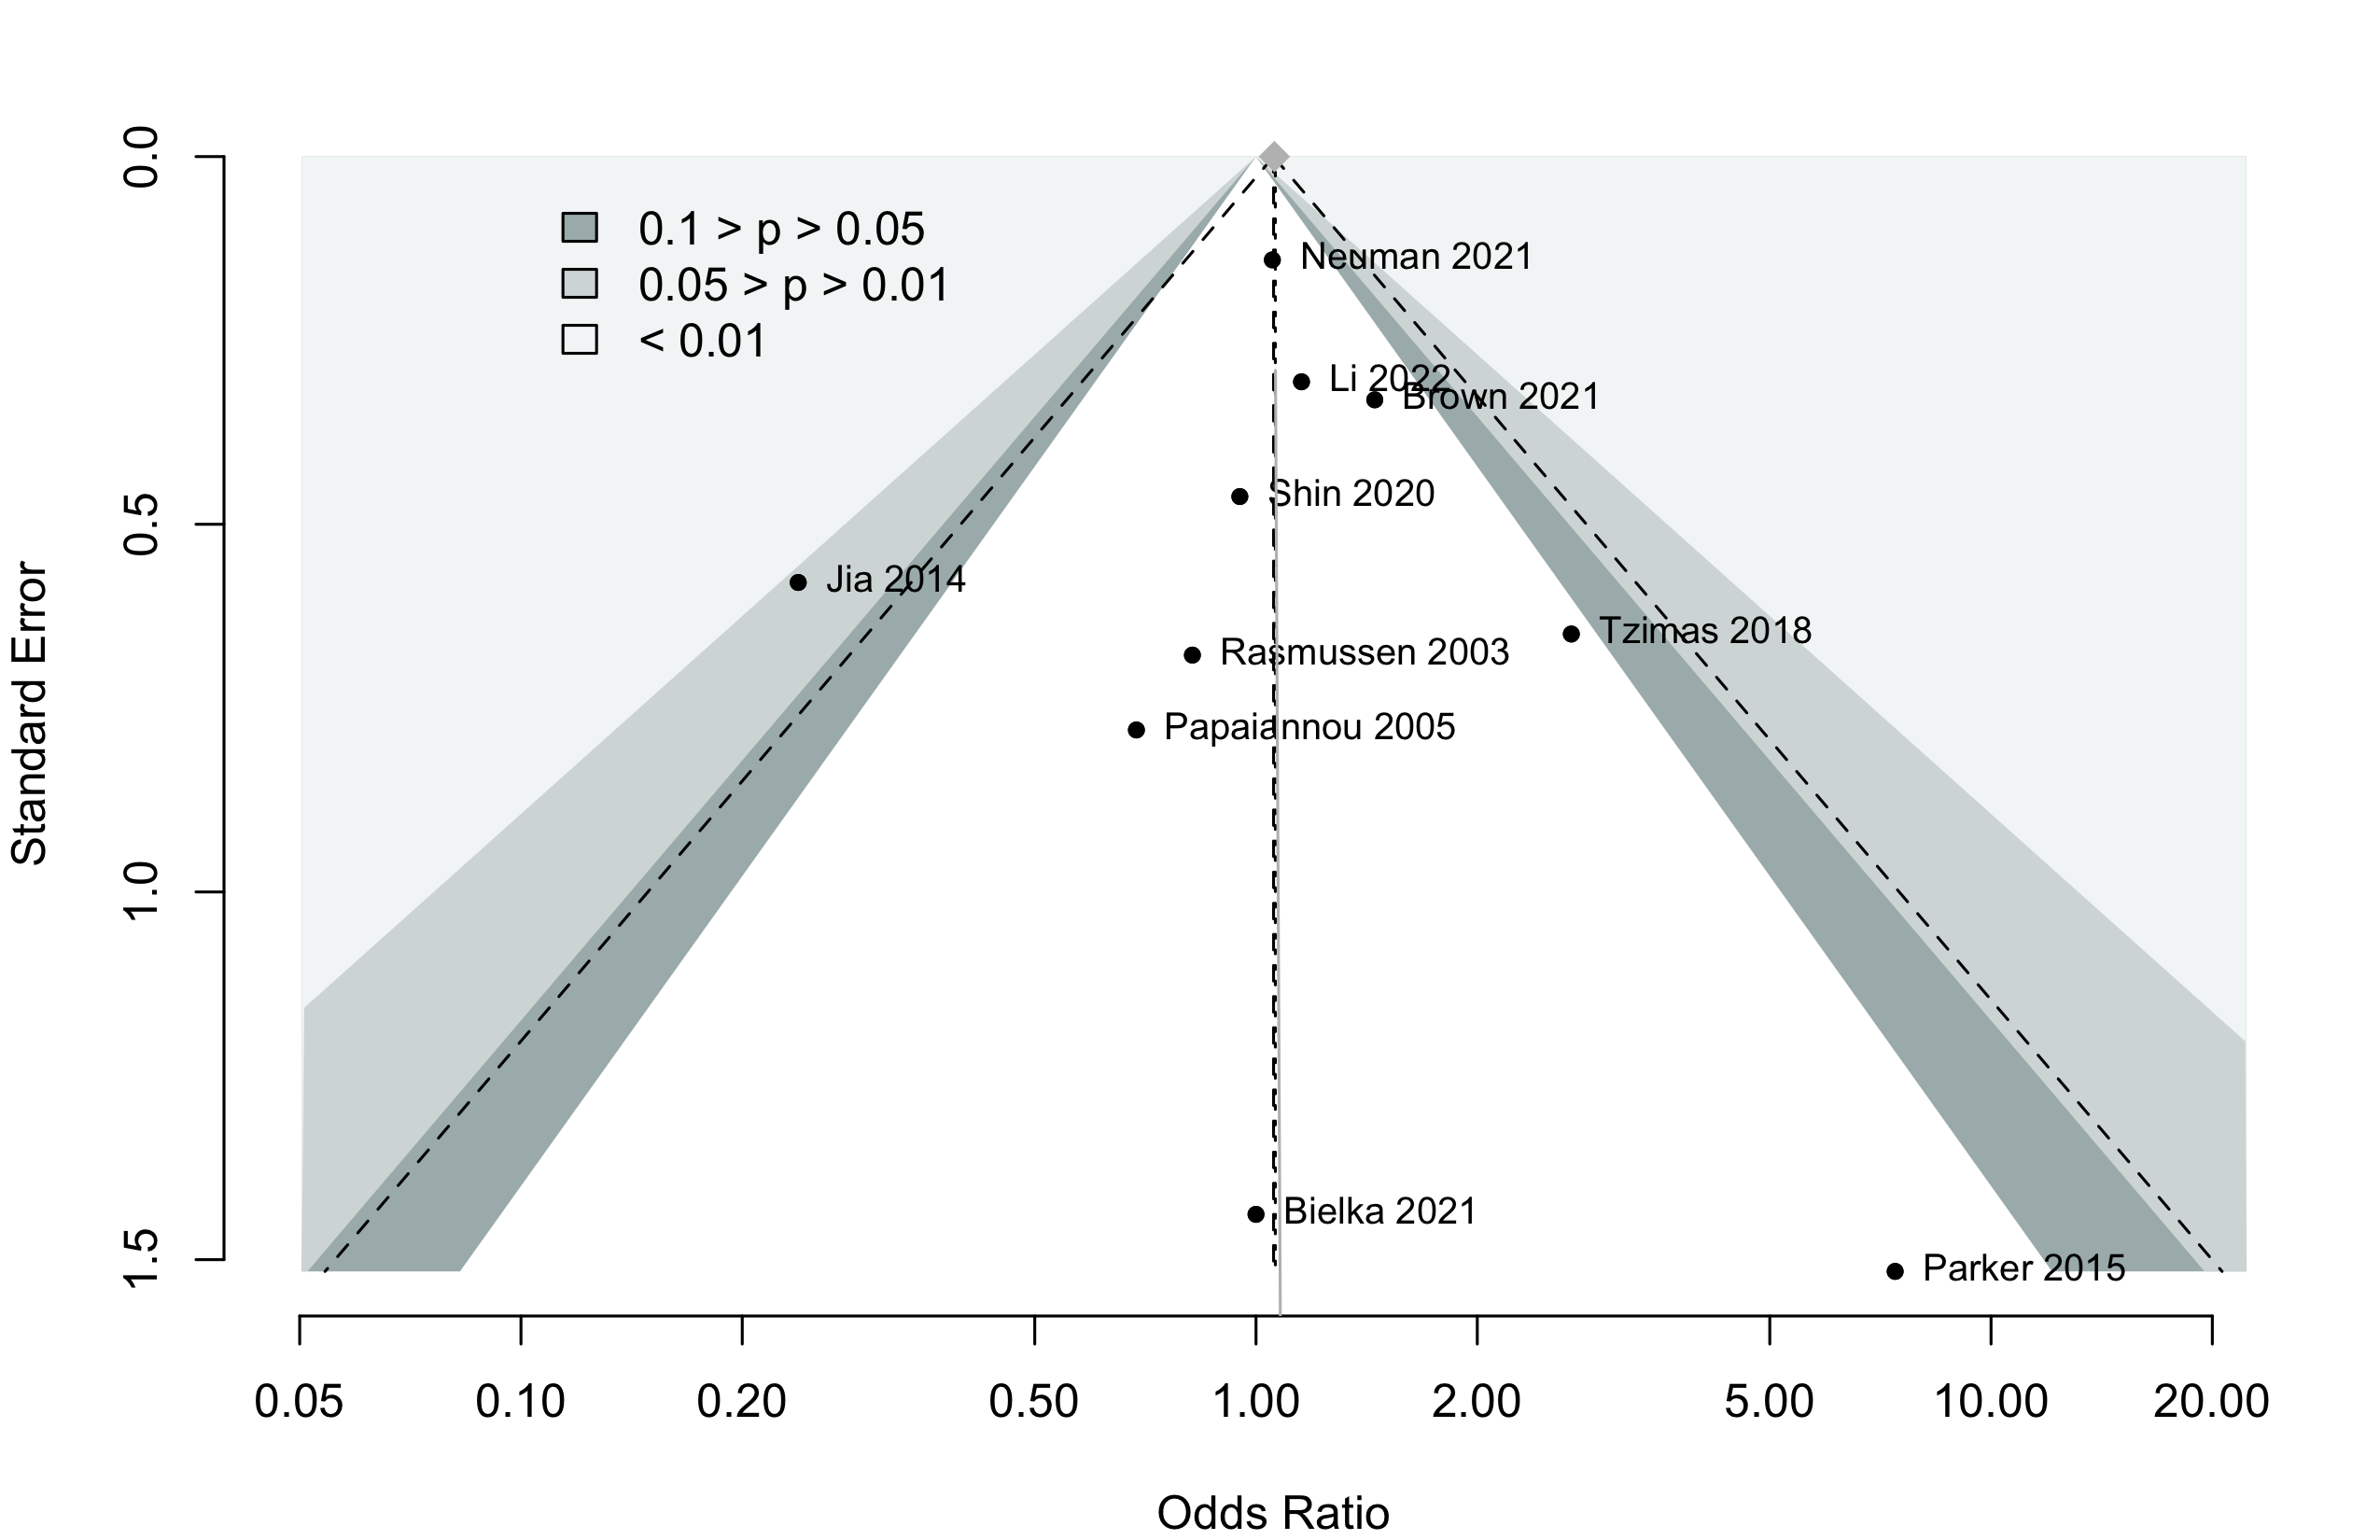 0.0
0.5
1.0
1.5
Standard Error
0.1 > p > 0.05
0.05 > p > 0.01
< 0.01
Neuman 2021
Li 2022
Brown 2021
Shin 2020
Jia 2014
Tzimas 2018
Rasmussen 2003
Papaiannou 2005
Bielka 2021
Parker 2015
0.05 0.10 0.20 0.50 1.00 2.00 5.00 10.00 20.00
Odds Ratio